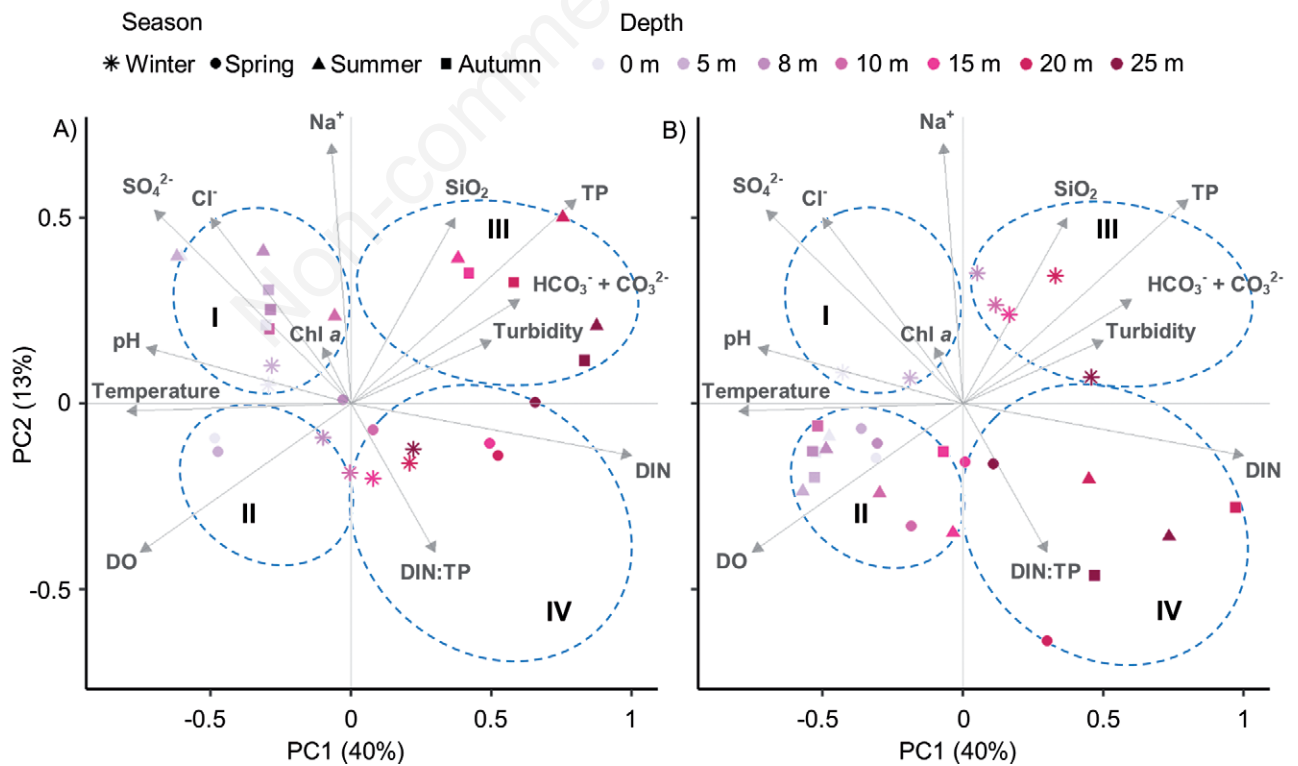 Season Depth
Winter Spring Summer Autumn 0 m 5 m 8 m 10 m 15 m 20 m 25 m
Non-comme
A)
Na⁺
SO₄²⁻
Cl⁻
SiO₂
TP
0.5
III
HCO₃⁻ + CO₃²⁻
I
Chl a
Turbidity
pH
Temperature
0
PC2 (13%)
DIN
II
DO
DIN:TP
-0.5
IV
-0.5 0 0.5 1
PC1 (40%)
B)
Na⁺
SO₄²⁻
Cl⁻
SiO₂
TP
III
HCO₃⁻ + CO₃²⁻
I
Chl a
Turbidity
pH
Temperature
DIN
II
DO
DIN:TP
IV
-0.5 0 0.5 1
PC1 (40%)